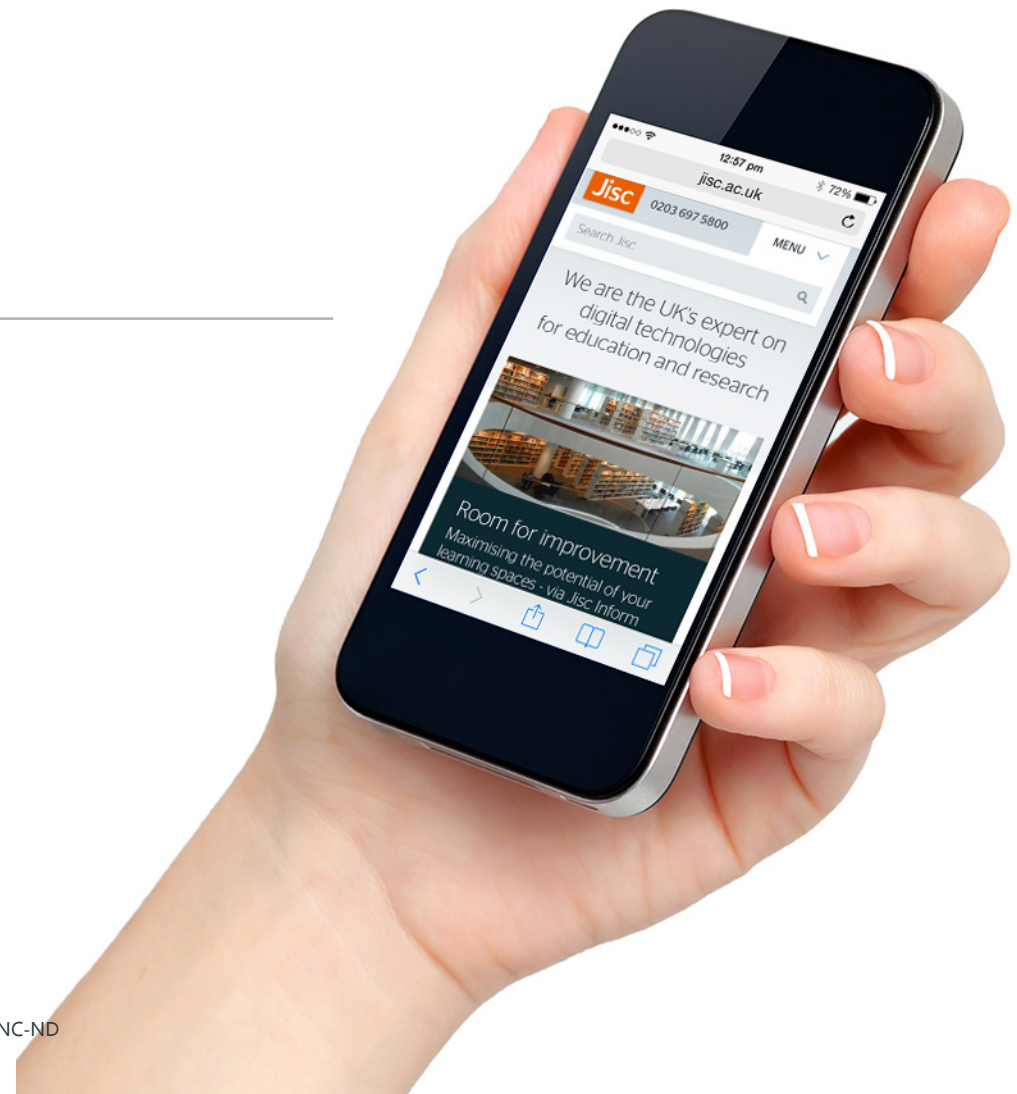 12:57 pm
72%
jisc.ac.uk
Jisc
0203 697 5800
MENU
Search Jisc
We are the UK's expert on
digital technologies
for education and research
Room for improvement
Maximising the potential of your
learning spaces - via Jisc Inform
NC-ND